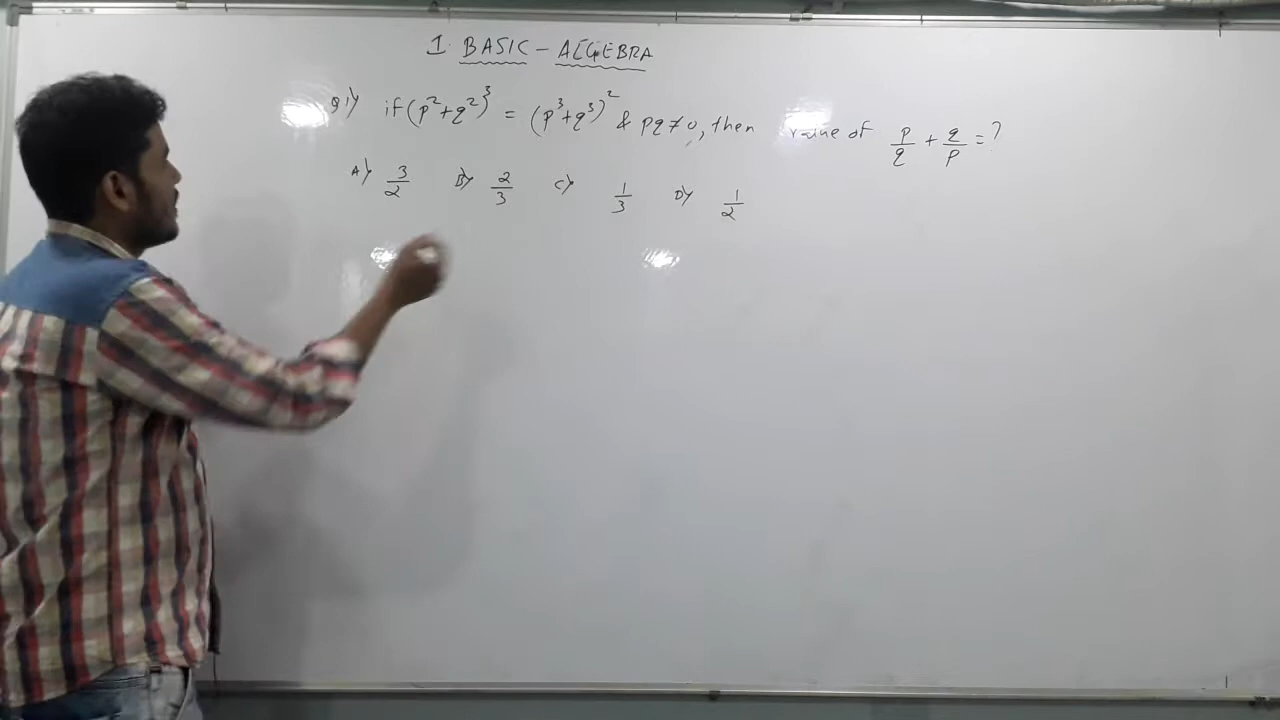 1. BASIC - ALGEBRA
Q1) if (p²+q²)³ = (p³+q³)² & pq≠0, then value of p/q + q/p = ?
A) 3/2 B) 2/3 C) 1/3 D) 1/2